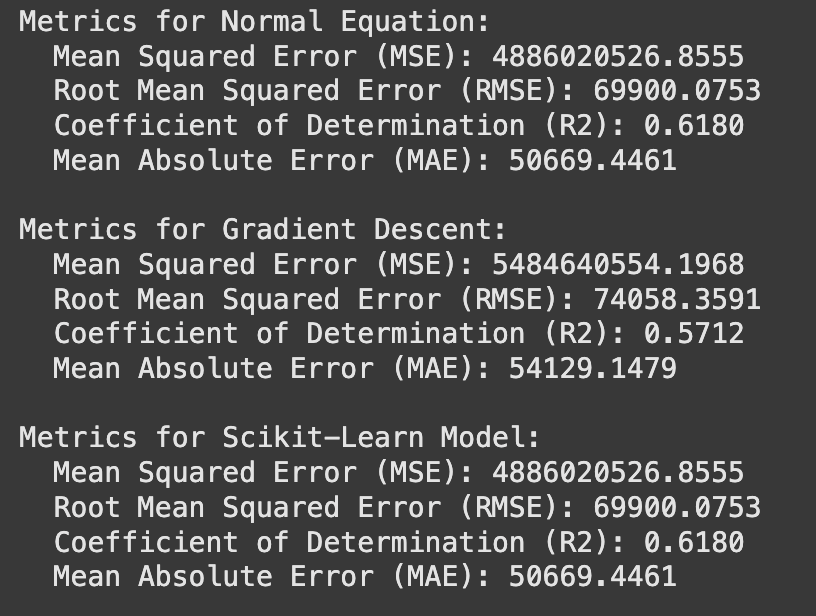 Metrics for Normal Equation:
Mean Squared Error (MSE): 4886020526.8555
Root Mean Squared Error (RMSE): 69900.0753
Coefficient of Determination (R2): 0.6180
Mean Absolute Error (MAE): 50669.4461
Metrics for Gradient Descent:
Mean Squared Error (MSE): 5484640554.1968
Root Mean Squared Error (RMSE): 74058.3591
Coefficient of Determination (R2): 0.5712
Mean Absolute Error (MAE): 54129.1479
Metrics for Scikit-Learn Model:
Mean Squared Error (MSE): 4886020526.8555
Root Mean Squared Error (RMSE): 69900.0753
Coefficient of Determination (R2): 0.6180
Mean Absolute Error (MAE): 50669.4461